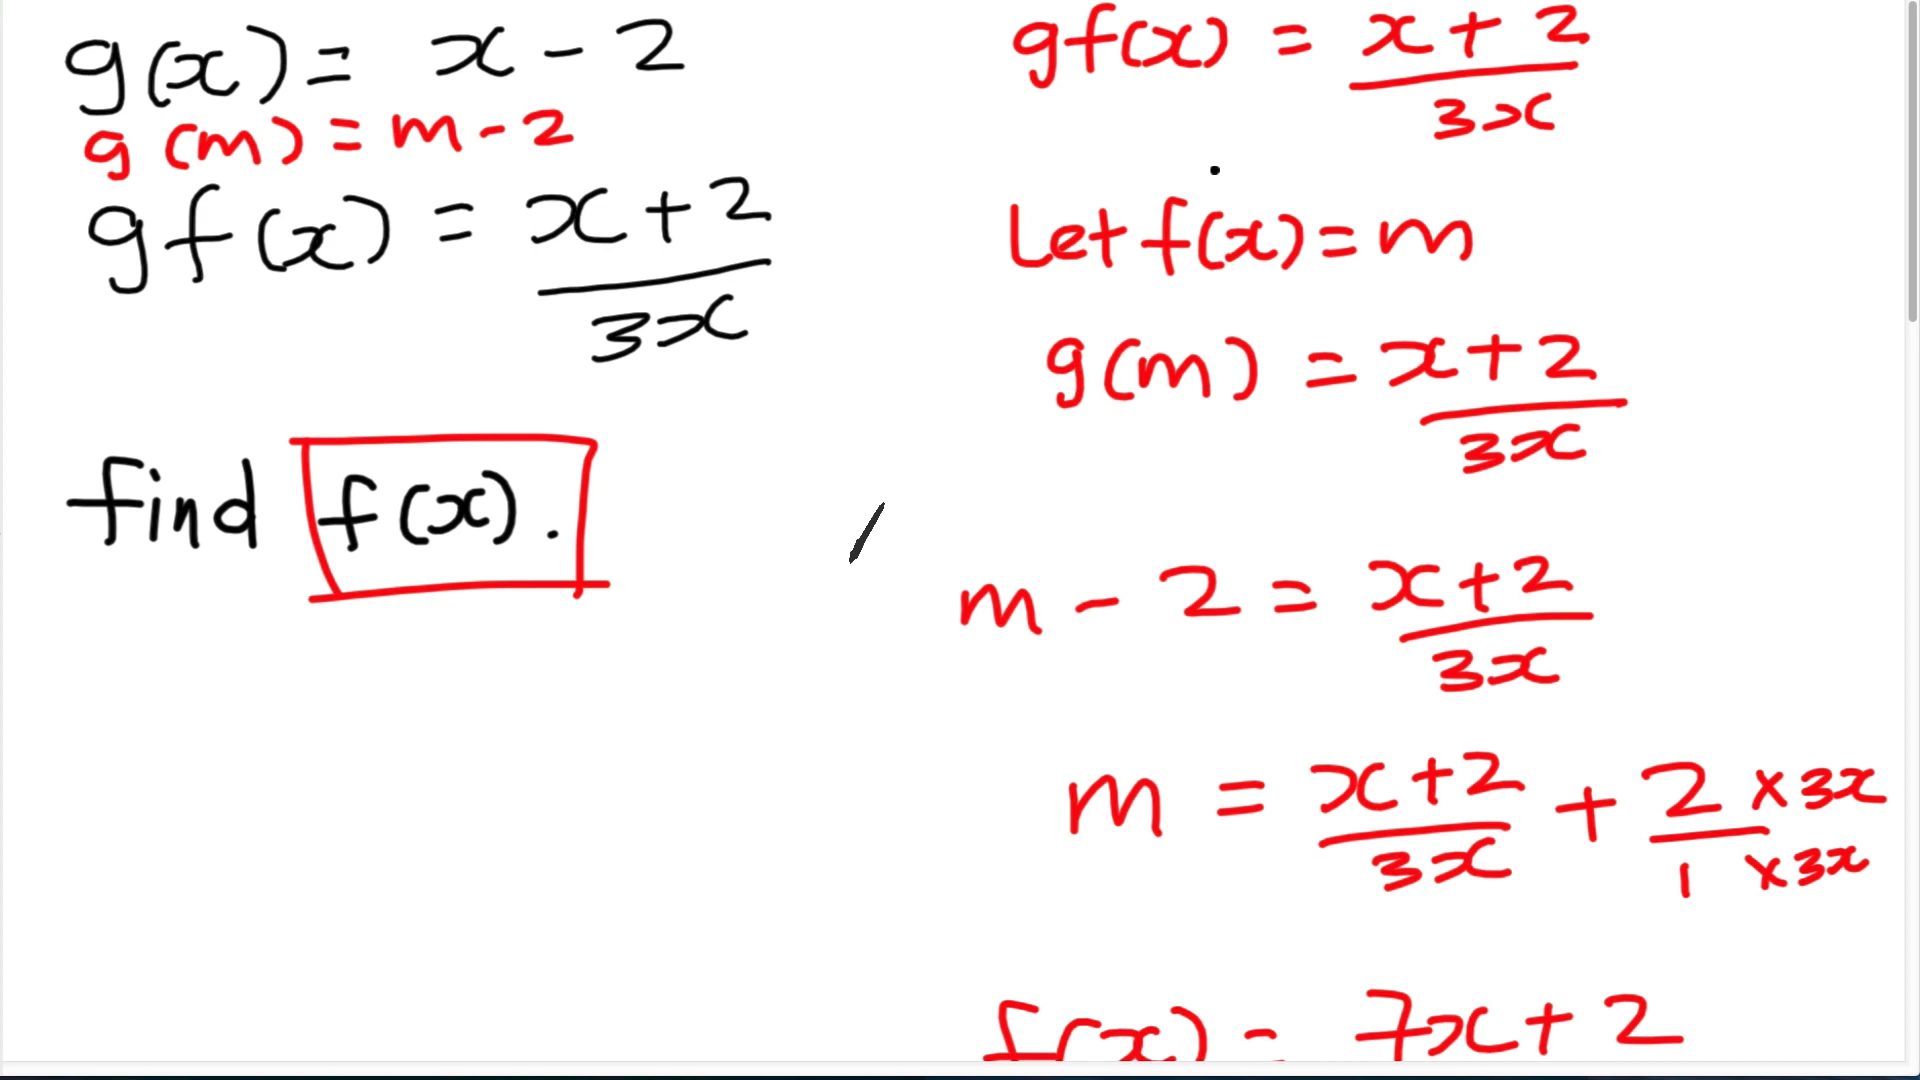 g(x) = x - 2
g(m) = m - 2
gf(x) = x+2
3x
find f(x).
gf(x) = x+2
3x
Let f(x) = m
g(m) = x+2
3x
m - 2 = x+2
3x
m = x+2 + 2 ×3x
3x 1 ×3x
f(x) = 7x+2